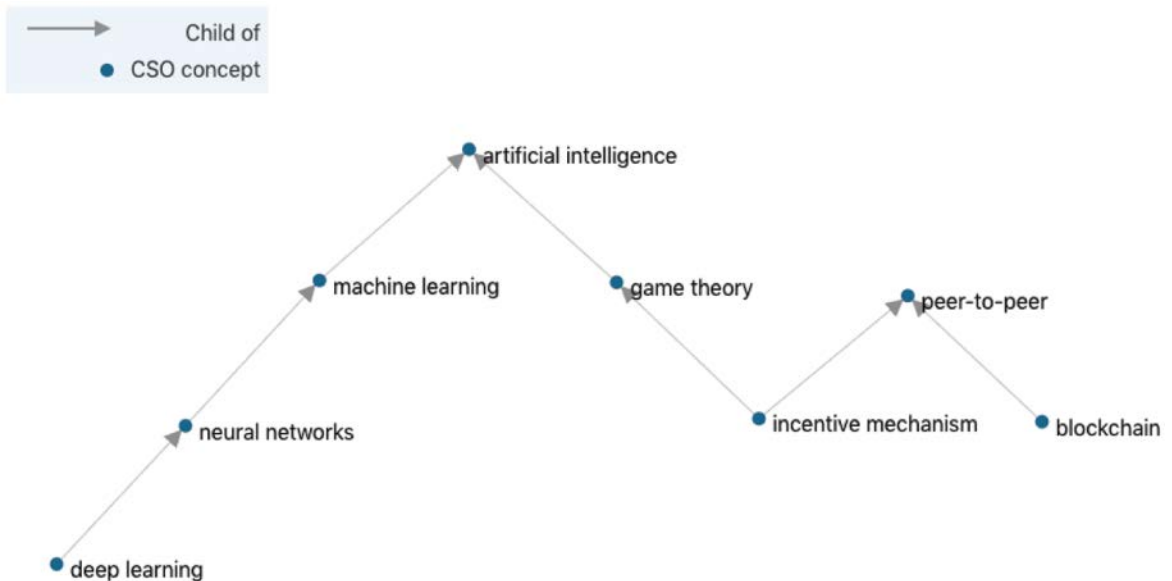 Child of
CSO concept
artificial intelligence
machine learning
game theory
peer-to-peer
neural networks
incentive mechanism
blockchain
deep learning